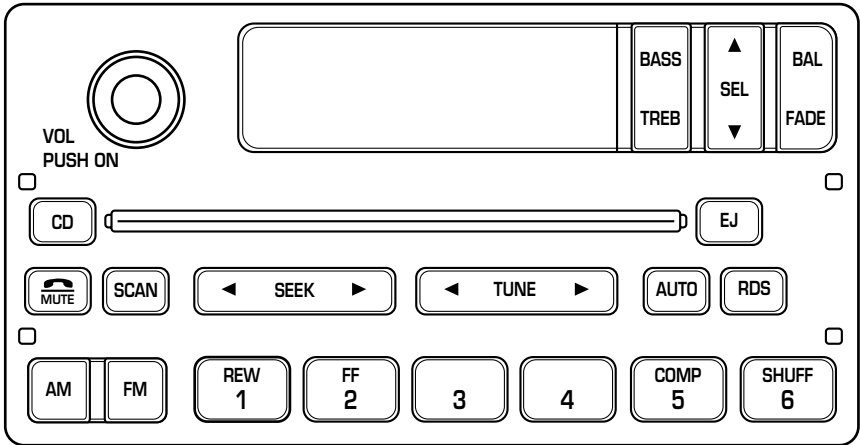 BASS
TREB
▲
SEL
▼
BAL
FADE
VOL
PUSH ON
CD
EJ
MUTE
SCAN
◄ SEEK ►
◄ TUNE ►
AUTO
RDS
AM
FM
REW
1
FF
2
3
4
COMP
5
SHUFF
6